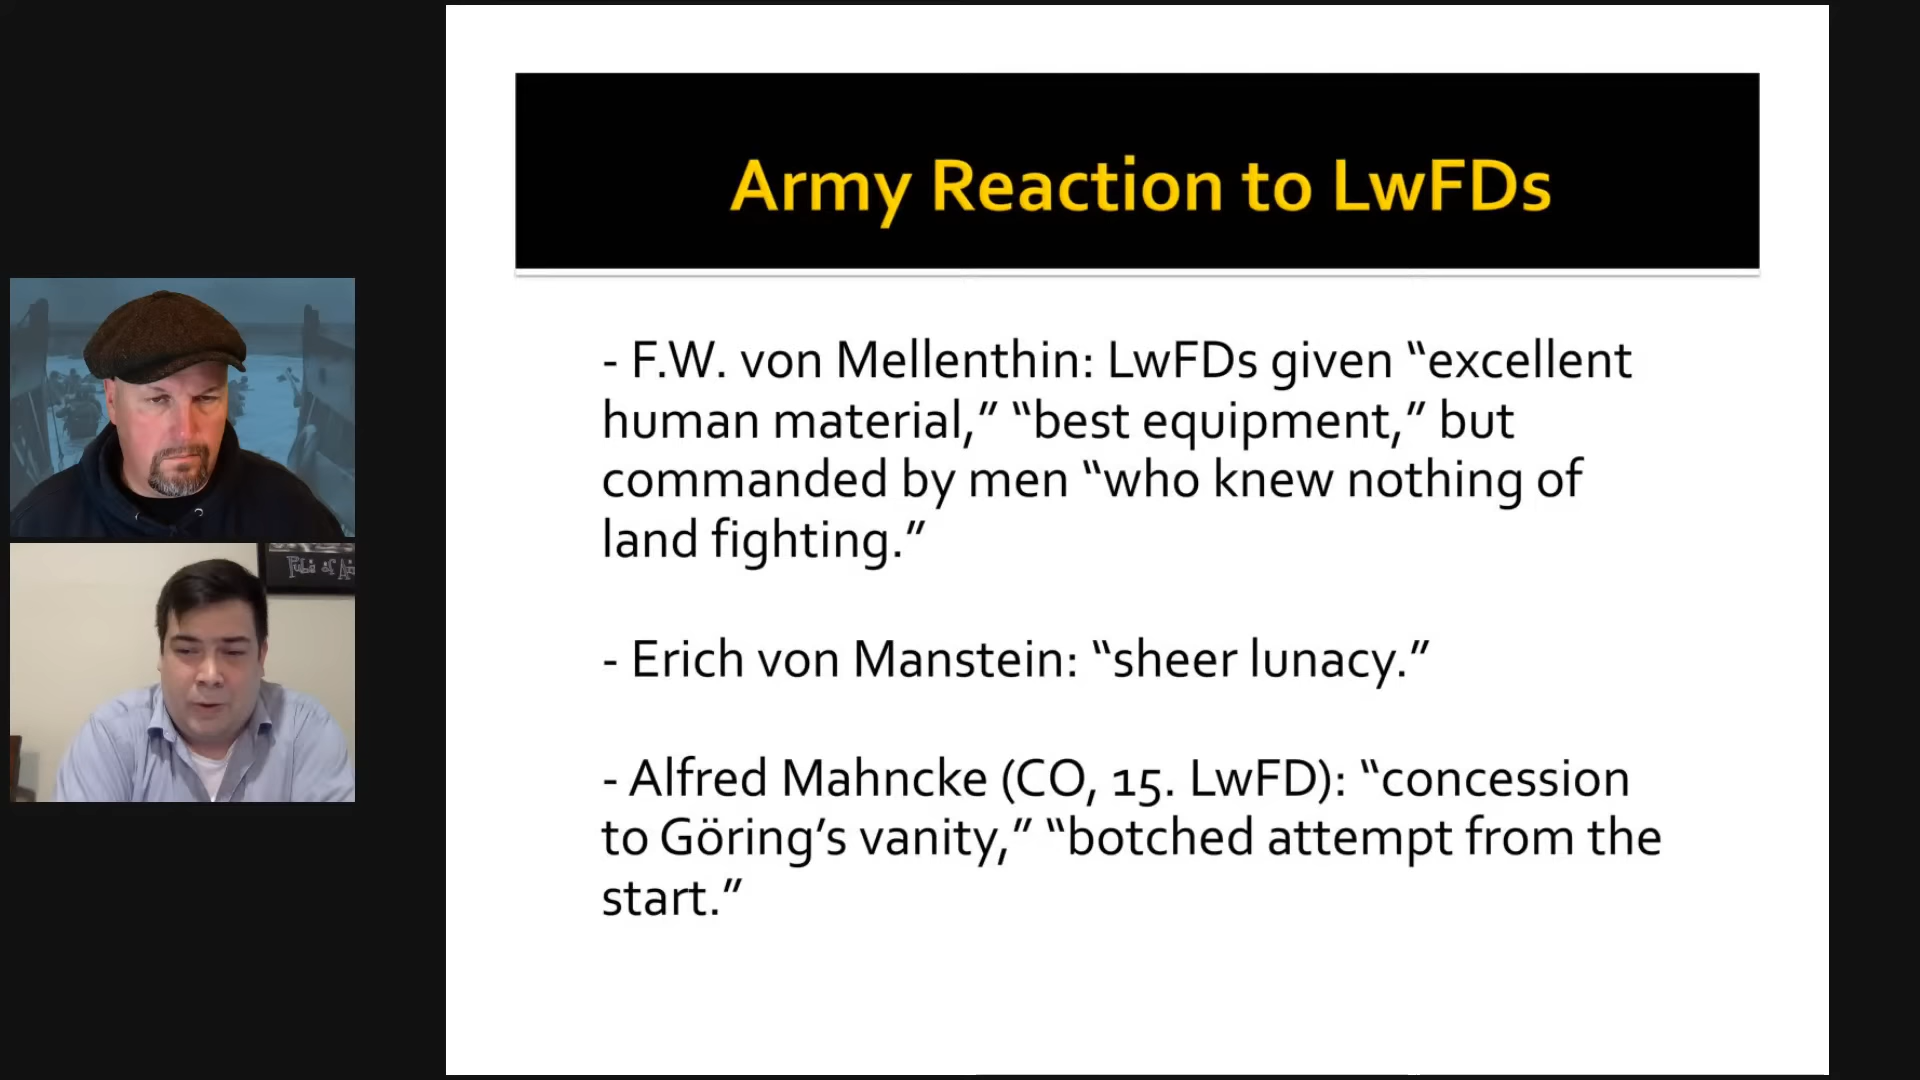 Army Reaction to LwFDs
- F.W. von Mellenthin: LwFDs given “excellent
human material,” “best equipment,” but
commanded by men “who knew nothing of
land fighting.”
- Erich von Manstein: “sheer lunacy.”
- Alfred Mahncke (CO, 15. LwFD): “concession
to Göring’s vanity,” “botched attempt from the
start.”
Pubs of